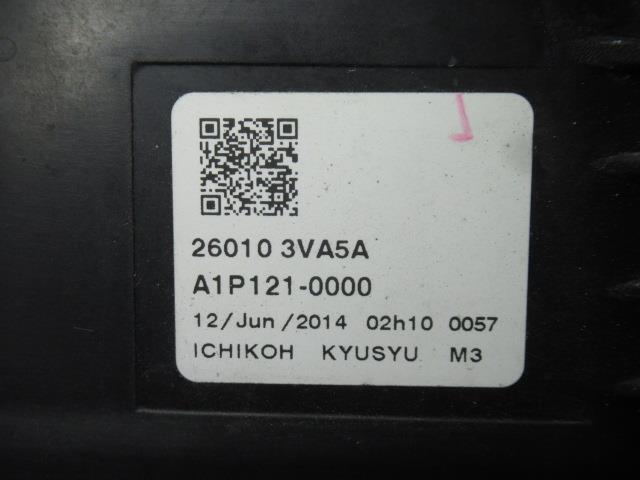 26010 3VA5A
A1P121-0000
12/Jun/2014 02h10 0057
ICHIKOH KYUSYU M3